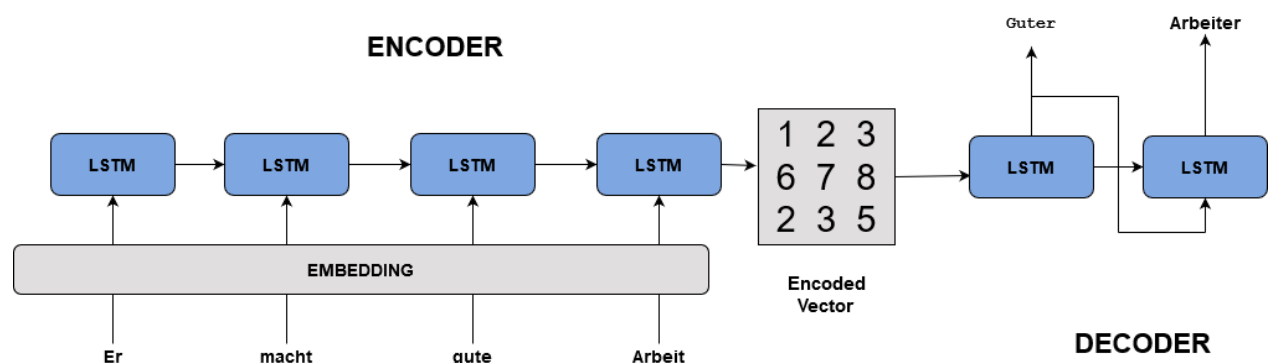 ENCODER
Guter
Arbeiter
LSTM
LSTM
LSTM
LSTM
1 2 3
6 7 8
2 3 5
LSTM
LSTM
EMBEDDING
Encoded
Vector
Er
macht
gute
Arbeit
DECODER